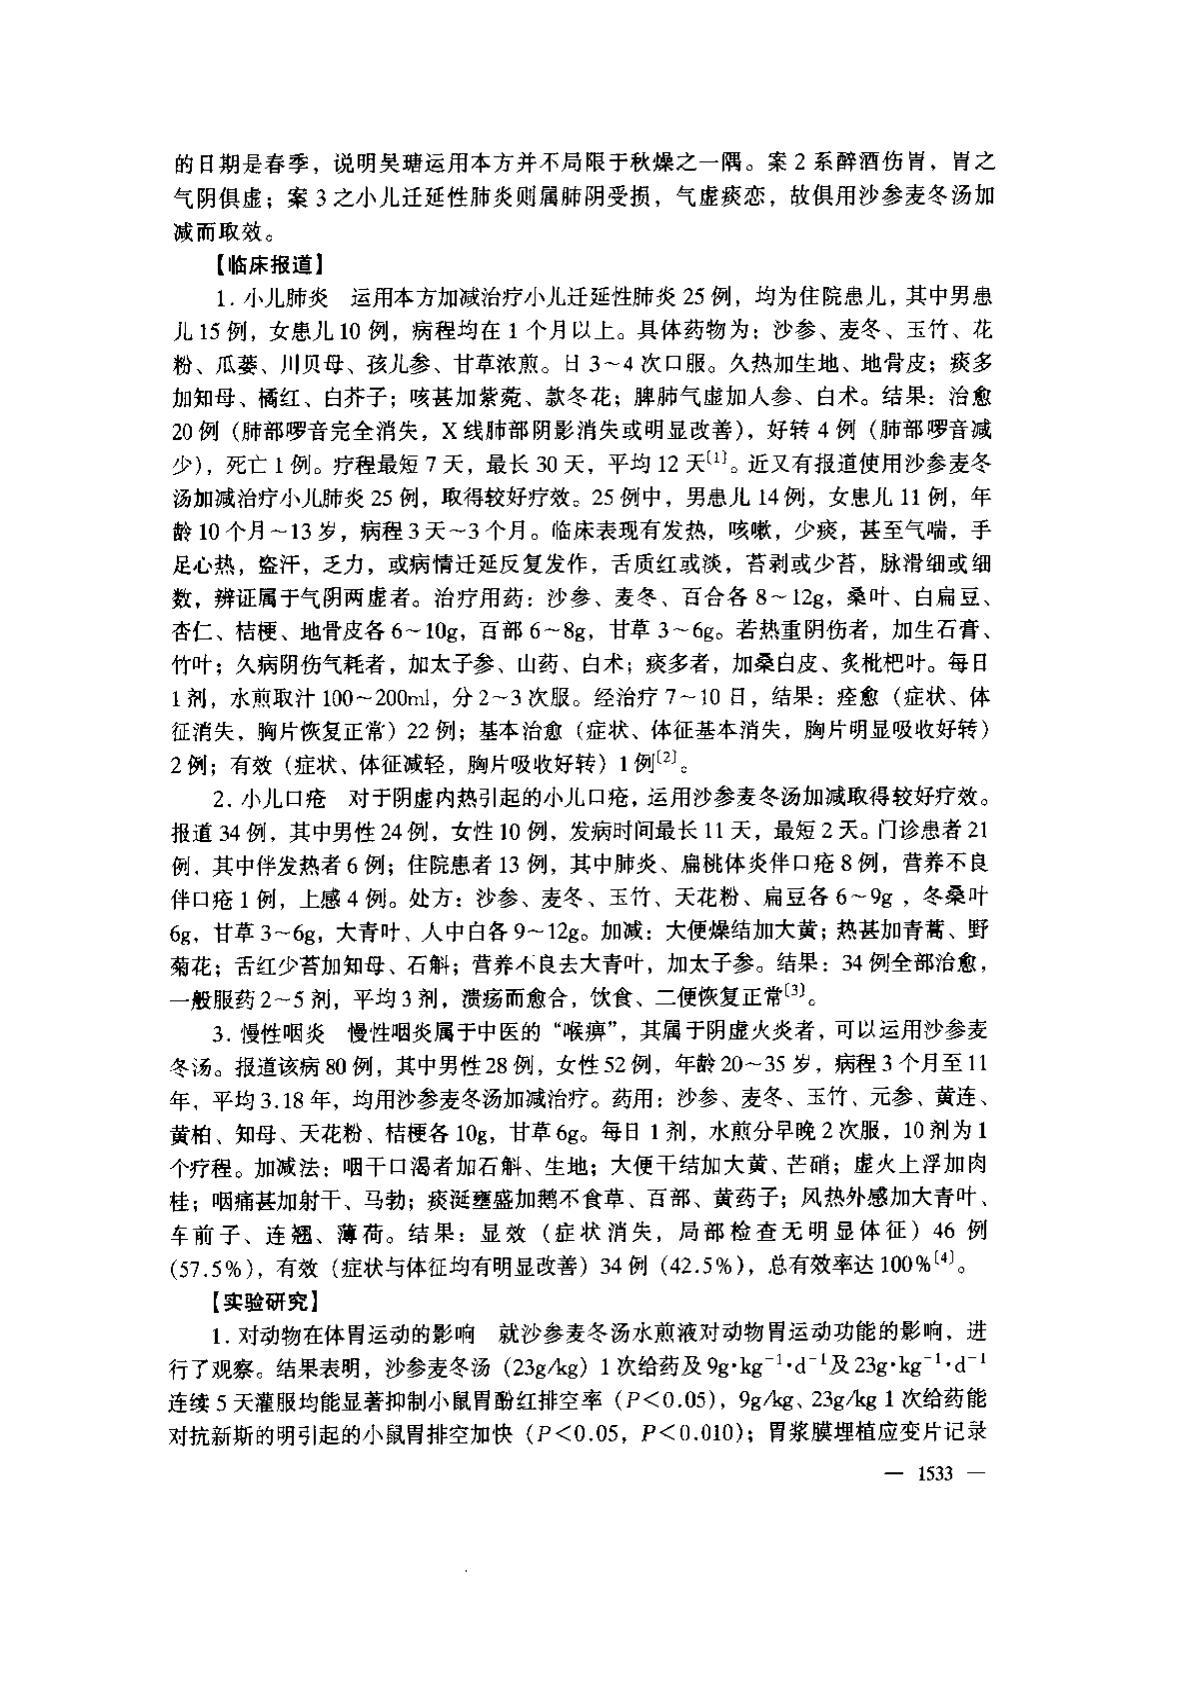 的日期是春季，说明吴瑭运用本方并不局限于秋燥之一隅。案 2 系醉酒伤胃，胃之
气阴俱虚；案 3 之小儿迁延性肺炎则属肺阴受损，气虚痰恋，故俱用沙参麦冬汤加
减而取效。
【临床报道】
1. 小儿肺炎　运用本方加减治疗小儿迁延性肺炎 25 例，均为住院患儿，其中男患
儿 15 例，女患儿 10 例，病程均在 1 个月以上。具体药物为：沙参、麦冬、玉竹、花
粉、瓜蒌、川贝母、孩儿参、甘草浓煎。日 3～4 次口服。久热加生地、地骨皮；痰多
加知母、橘红、白芥子；咳甚加紫菀、款冬花；脾肺气虚加人参、白术。结果：治愈
20 例（肺部啰音完全消失，X 线肺部阴影消失或明显改善），好转 4 例（肺部啰音减
少），死亡 1 例。疗程最短 7 天，最长 30 天，平均 12 天〔1〕。近又有报道使用沙参麦冬
汤加减治疗小儿肺炎 25 例，取得较好疗效。25 例中，男患儿 14 例，女患儿 11 例，年
龄 10 个月～13 岁，病程 3 天～3 个月。临床表现有发热，咳嗽，少痰，甚至气喘，手
足心热，盗汗，乏力，或病情迁延反复发作，舌质红或淡，苔剥或少苔，脉滑细或细
数，辨证属于气阴两虚者。治疗用药：沙参、麦冬、百合各 8～12g，桑叶、白扁豆、
杏仁、桔梗、地骨皮各 6～10g，百部 6～8g，甘草 3～6g。若热重阴伤者，加生石膏、
竹叶；久病阴伤气耗者，加太子参、山药、白术；痰多者，加桑白皮、炙枇杷叶。每日
1 剂，水煎取汁 100～200ml，分 2～3 次服。经治疗 7～10 日，结果：痊愈（症状、体
征消失，胸片恢复正常）22 例；基本治愈（症状、体征基本消失，胸片明显吸收好转）
2 例；有效（症状、体征减轻，胸片吸收好转）1 例〔2〕。
2. 小儿口疮　对于阴虚内热引起的小儿口疮，运用沙参麦冬汤加减取得较好疗效。
报道 34 例，其中男性 24 例，女性 10 例，发病时间最长 11 天，最短 2 天。门诊患者 21
例，其中伴发热者 6 例；住院患者 13 例，其中肺炎、扁桃体炎伴口疮 8 例，营养不良
伴口疮 1 例，上感 4 例。处方：沙参、麦冬、玉竹、天花粉、扁豆各 6～9g ，冬桑叶
6g，甘草 3～6g，大青叶、人中白各 9～12g。加减：大便燥结加大黄；热甚加青蒿、野
菊花；舌红少苔加知母、石斛；营养不良去大青叶，加太子参。结果：34 例全部治愈，
一般服药 2～5 剂，平均 3 剂，溃疡而愈合，饮食、二便恢复正常〔3〕。
3. 慢性咽炎　慢性咽炎属于中医的“喉痹”，其属于阴虚火炎者，可以运用沙参麦
冬汤。报道该病 80 例，其中男性 28 例，女性 52 例，年龄 20～35 岁，病程 3 个月至 11
年，平均 3.18 年，均用沙参麦冬汤加减治疗。药用：沙参、麦冬、玉竹、元参、黄连、
黄柏、知母、天花粉、桔梗各 10g，甘草 6g。每日 1 剂，水煎分早晚 2 次服，10 剂为 1
个疗程。加减法：咽干口渴者加石斛、生地；大便干结加大黄、芒硝；虚火上浮加肉
桂；咽痛甚加射干、马勃；痰涎壅盛加鹅不食草、百部、黄药子；风热外感加大青叶、
车前子、连翘、薄荷。结果：显效（症状消失，局部检查无明显体征）46 例
(57.5%)，有效（症状与体征均有明显改善）34 例（42.5%），总有效率达 100%〔4〕。
【实验研究】
1. 对动物在体胃运动的影响　就沙参麦冬汤水煎液对动物胃运动功能的影响，进
行了观察。结果表明，沙参麦冬汤（23g/kg）1 次给药及 9g·kg⁻¹·d⁻¹及 23g·kg⁻¹·d⁻¹
连续 5 天灌服均能显著抑制小鼠胃酚红排空率（P＜0.05），9g/kg、23g/kg 1 次给药能
对抗新斯的明引起的小鼠胃排空加快（P＜0.05，P＜0.010）；胃浆膜埋植应变片记录
— 1533 —